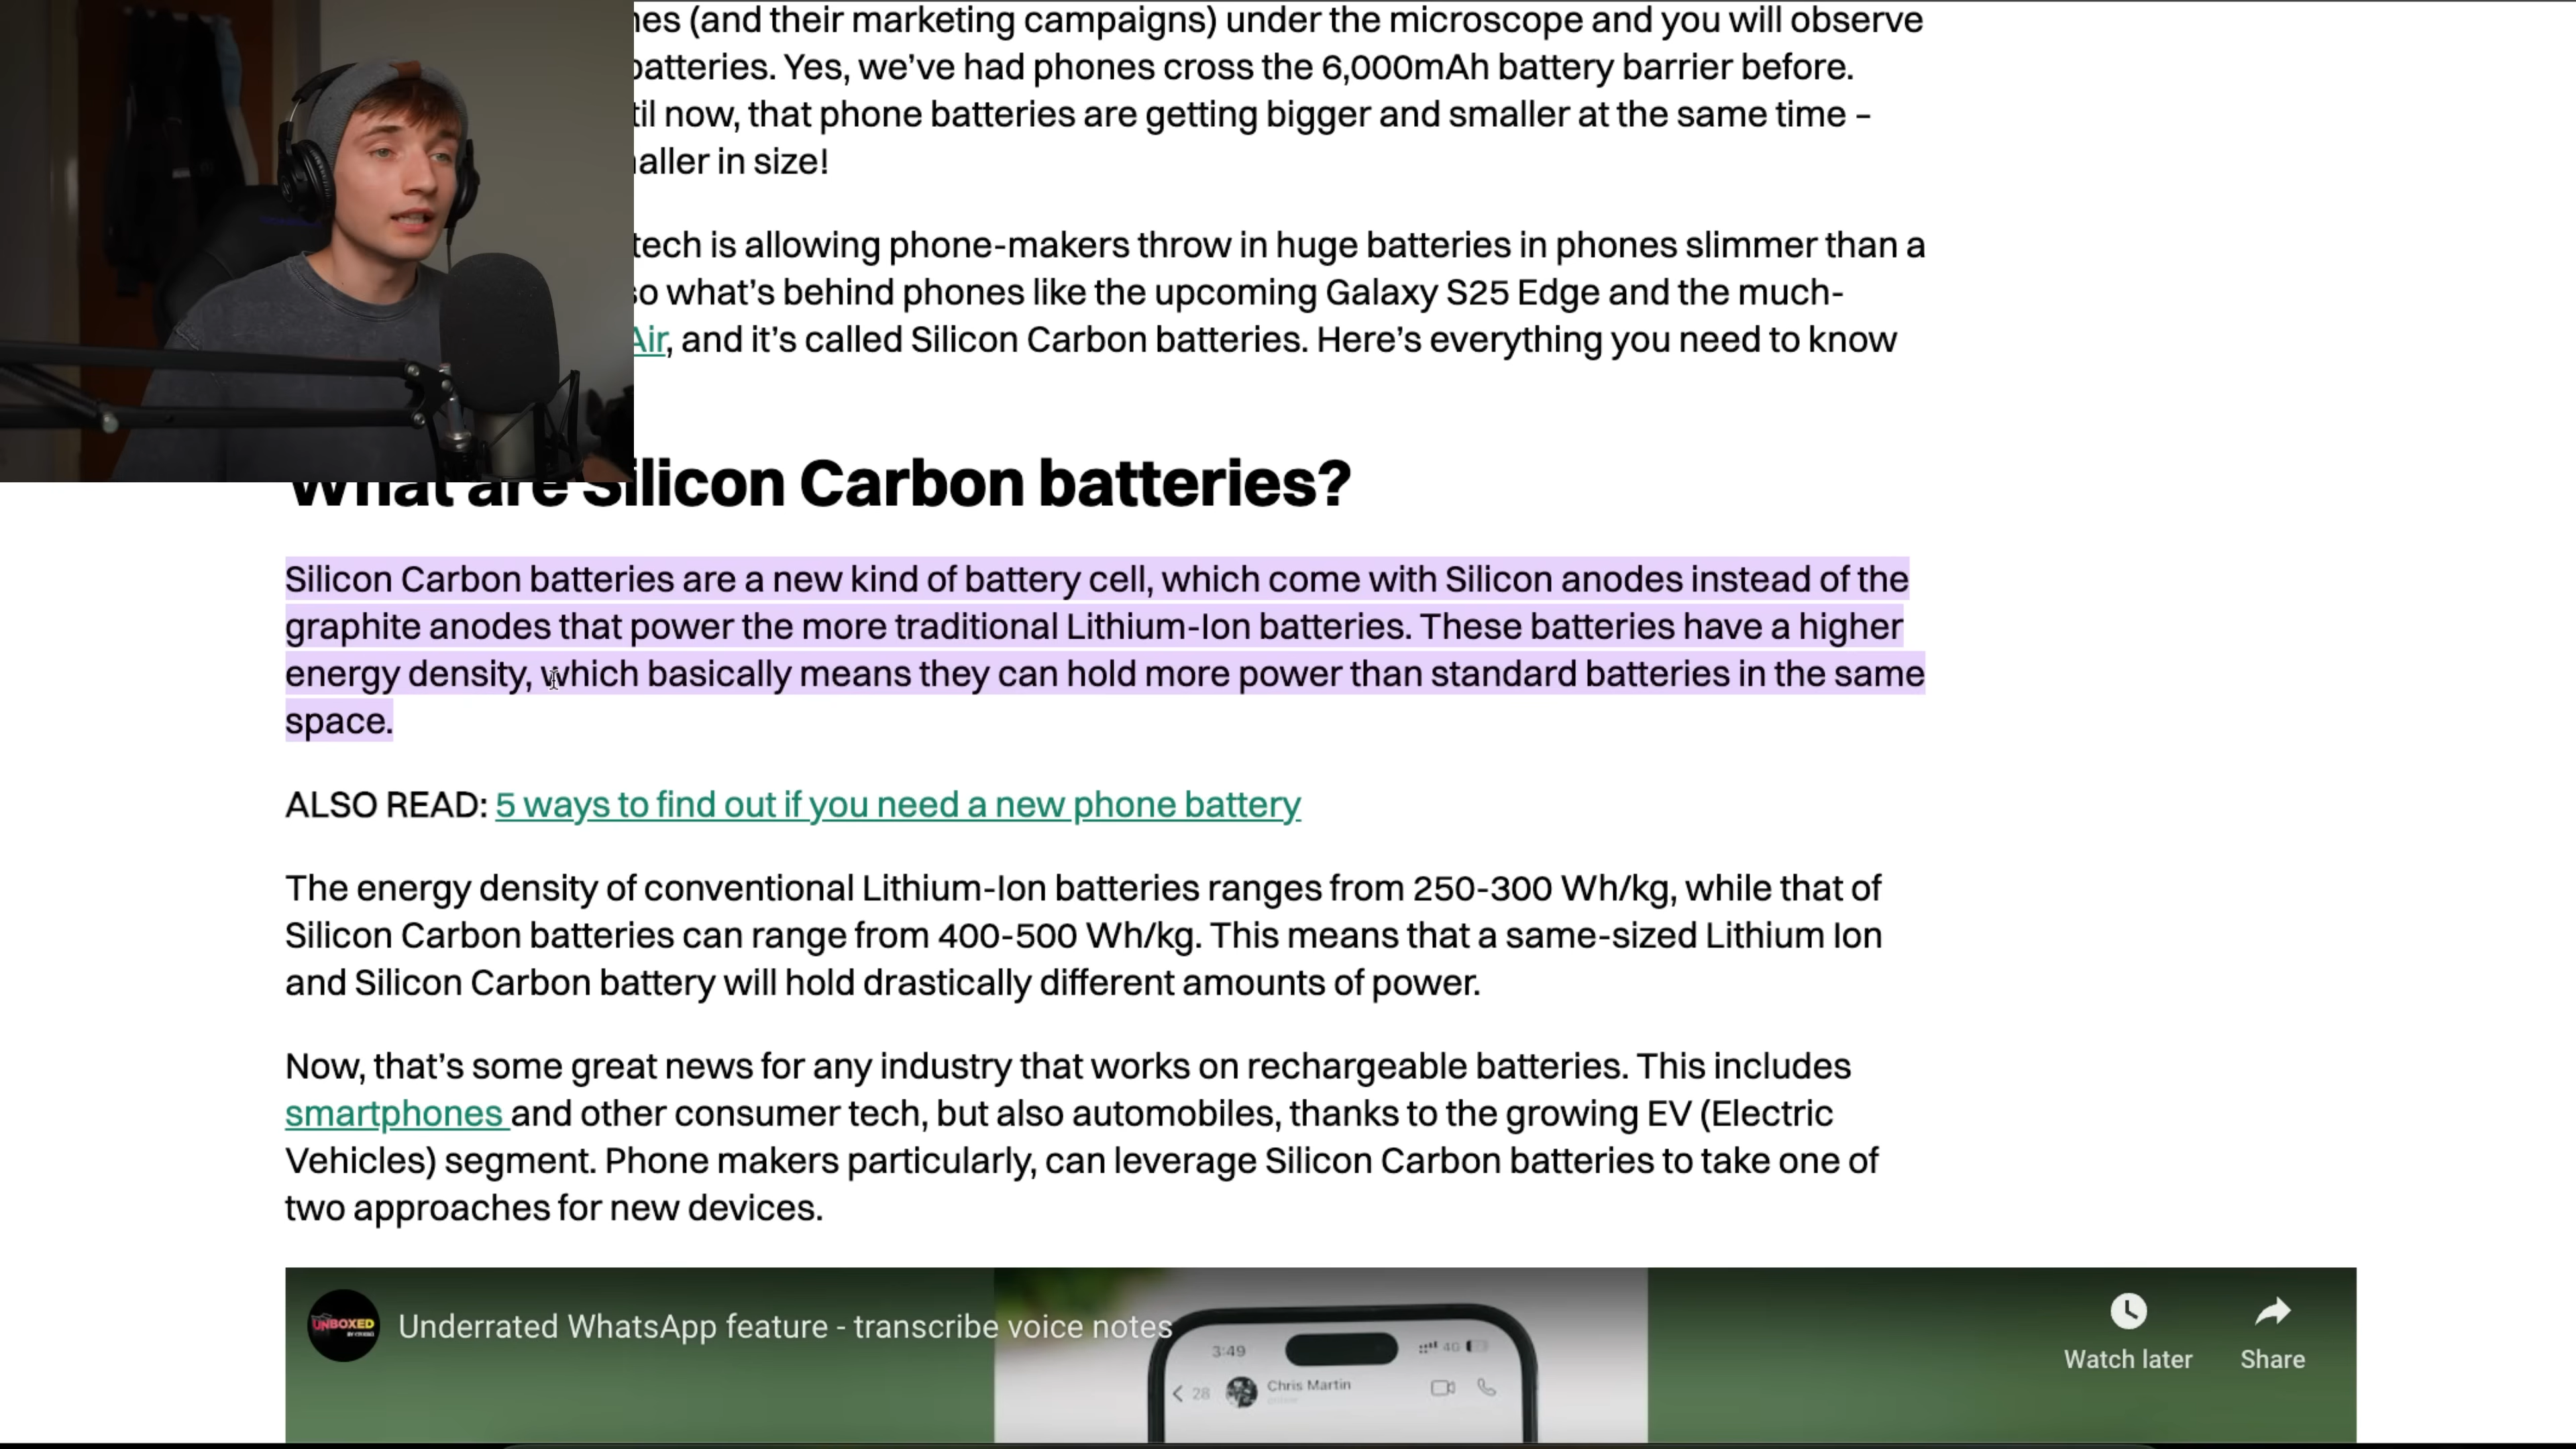 (and their marketing campaigns) under the microscope and you will observe
batteries. Yes, we've had phones cross the 6,000mAh battery barrier before.
now, that phone batteries are getting bigger and smaller at the same time –
in size!
tech is allowing phone-makers throw in huge batteries in phones slimmer than a
so what's behind phones like the upcoming Galaxy S25 Edge and the much-
Air, and it's called Silicon Carbon batteries. Here's everything you need to know
What are Silicon Carbon batteries?
Silicon Carbon batteries are a new kind of battery cell, which come with Silicon anodes instead of the
graphite anodes that power the more traditional Lithium-Ion batteries. These batteries have a higher
energy density, which basically means they can hold more power than standard batteries in the same
space.
ALSO READ: 5 ways to find out if you need a new phone battery
The energy density of conventional Lithium-Ion batteries ranges from 250-300 Wh/kg, while that of
Silicon Carbon batteries can range from 400-500 Wh/kg. This means that a same-sized Lithium Ion
and Silicon Carbon battery will hold drastically different amounts of power.
Now, that's some great news for any industry that works on rechargeable batteries. This includes
smartphones and other consumer tech, but also automobiles, thanks to the growing EV (Electric
Vehicles) segment. Phone makers particularly, can leverage Silicon Carbon batteries to take one of
two approaches for new devices.
UNBOXED
Underrated WhatsApp feature - transcribe voice notes
Watch later
Share
3:49
4G
28
Chris Martin